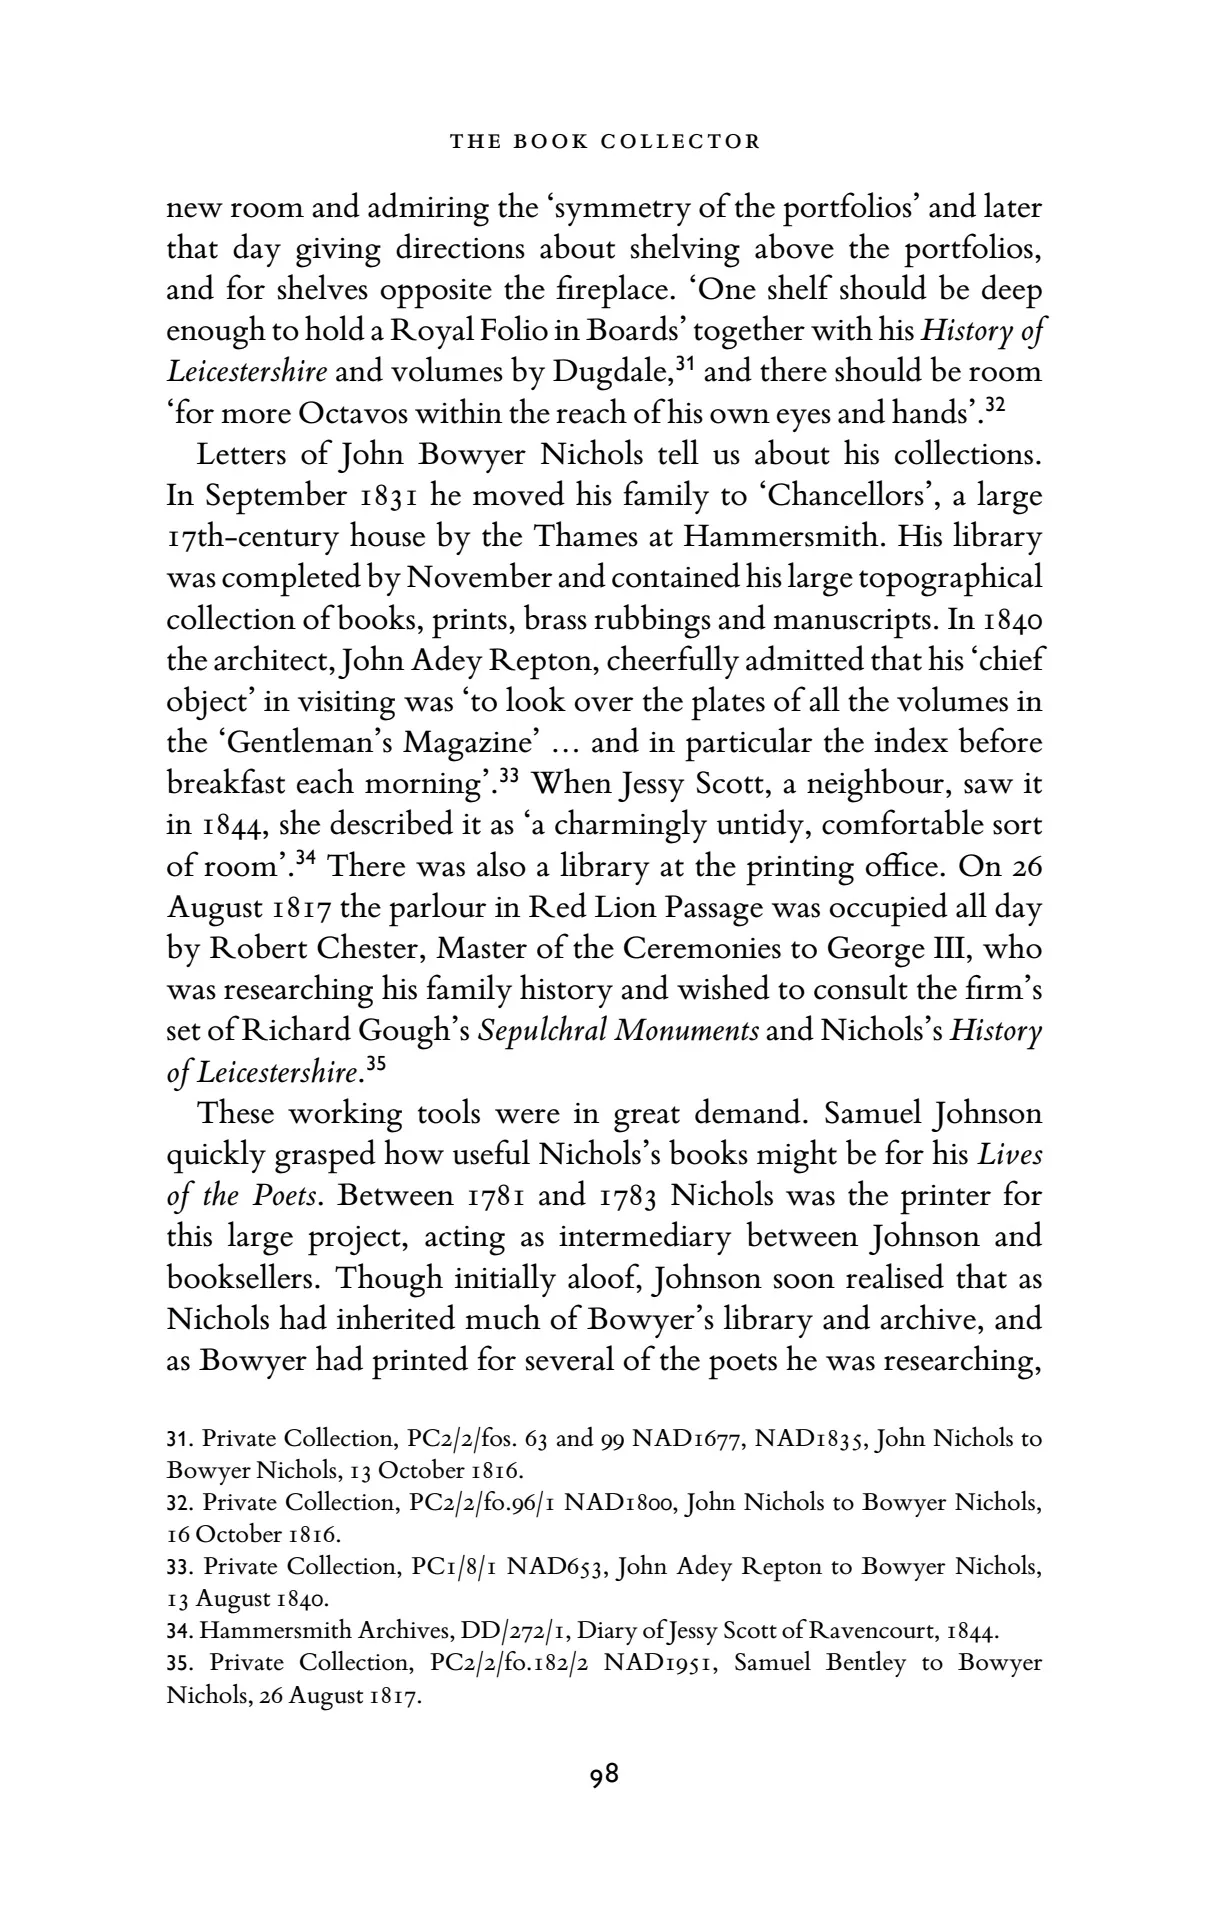 THE BOOK COLLECTOR
new room and admiring the ‘symmetry of the portfolios’ and later
that day giving directions about shelving above the portfolios,
and for shelves opposite the fireplace. ‘One shelf should be deep
enough to hold a Royal Folio in Boards’ together with his History of
Leicestershire and volumes by Dugdale,31 and there should be room
‘for more Octavos within the reach of his own eyes and hands’.32
Letters of John Bowyer Nichols tell us about his collections.
In September 1831 he moved his family to ‘Chancellors’, a large
17th-century house by the Thames at Hammersmith. His library
was completed by November and contained his large topographical
collection of books, prints, brass rubbings and manuscripts. In 1840
the architect, John Adey Repton, cheerfully admitted that his ‘chief
object’ in visiting was ‘to look over the plates of all the volumes in
the ‘Gentleman’s Magazine’ … and in particular the index before
breakfast each morning’.33 When Jessy Scott, a neighbour, saw it
in 1844, she described it as ‘a charmingly untidy, comfortable sort
of room’.34 There was also a library at the printing office. On 26
August 1817 the parlour in Red Lion Passage was occupied all day
by Robert Chester, Master of the Ceremonies to George III, who
was researching his family history and wished to consult the firm’s
set of Richard Gough’s Sepulchral Monuments and Nichols’s History
of Leicestershire.35
These working tools were in great demand. Samuel Johnson
quickly grasped how useful Nichols’s books might be for his Lives
of the Poets. Between 1781 and 1783 Nichols was the printer for
this large project, acting as intermediary between Johnson and
booksellers. Though initially aloof, Johnson soon realised that as
Nichols had inherited much of Bowyer’s library and archive, and
as Bowyer had printed for several of the poets he was researching,
31. Private Collection, PC2/2/fos. 63 and 99 NAD1677, NAD1835, John Nichols to
Bowyer Nichols, 13 October 1816.
32. Private Collection, PC2/2/fo.96/1 NAD1800, John Nichols to Bowyer Nichols,
16 October 1816.
33. Private Collection, PC1/8/1 NAD653, John Adey Repton to Bowyer Nichols,
13 August 1840.
34. Hammersmith Archives, DD/272/1, Diary of Jessy Scott of Ravencourt, 1844.
35. Private Collection, PC2/2/fo.182/2 NAD1951, Samuel Bentley to Bowyer
Nichols, 26 August 1817.
98